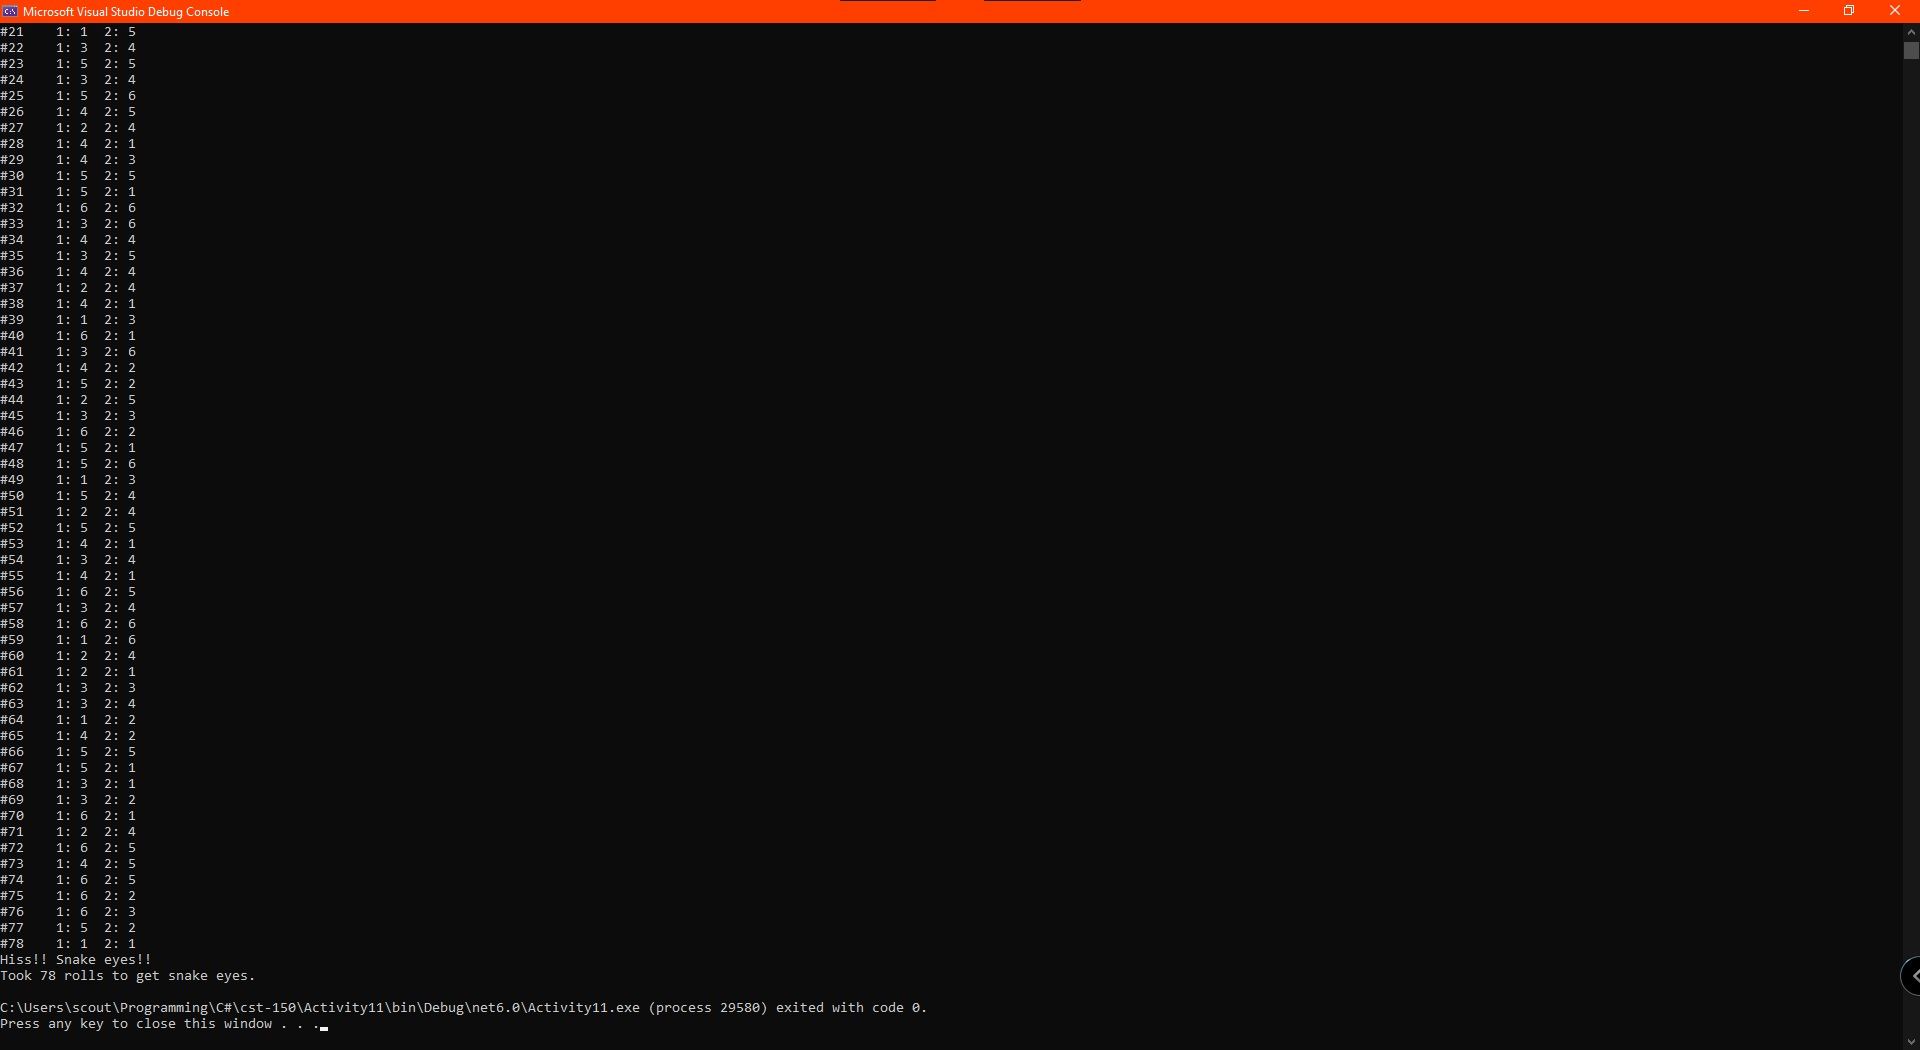 Microsoft Visual Studio Debug Console
#21    1: 1  2: 5
#22    1: 3  2: 4
#23    1: 5  2: 5
#24    1: 3  2: 4
#25    1: 5  2: 6
#26    1: 4  2: 5
#27    1: 2  2: 4
#28    1: 4  2: 1
#29    1: 4  2: 3
#30    1: 5  2: 5
#31    1: 5  2: 1
#32    1: 6  2: 6
#33    1: 3  2: 6
#34    1: 4  2: 4
#35    1: 3  2: 5
#36    1: 4  2: 4
#37    1: 2  2: 4
#38    1: 4  2: 1
#39    1: 1  2: 3
#40    1: 6  2: 1
#41    1: 3  2: 6
#42    1: 4  2: 2
#43    1: 5  2: 2
#44    1: 2  2: 5
#45    1: 3  2: 3
#46    1: 6  2: 2
#47    1: 5  2: 1
#48    1: 5  2: 6
#49    1: 1  2: 3
#50    1: 5  2: 4
#51    1: 2  2: 4
#52    1: 5  2: 5
#53    1: 4  2: 1
#54    1: 3  2: 4
#55    1: 4  2: 1
#56    1: 6  2: 5
#57    1: 3  2: 4
#58    1: 6  2: 6
#59    1: 1  2: 6
#60    1: 2  2: 4
#61    1: 2  2: 1
#62    1: 3  2: 3
#63    1: 3  2: 4
#64    1: 1  2: 2
#65    1: 4  2: 2
#66    1: 5  2: 5
#67    1: 5  2: 1
#68    1: 3  2: 1
#69    1: 3  2: 2
#70    1: 6  2: 1
#71    1: 2  2: 4
#72    1: 6  2: 5
#73    1: 4  2: 5
#74    1: 6  2: 5
#75    1: 6  2: 2
#76    1: 6  2: 3
#77    1: 5  2: 2
#78    1: 1  2: 1
Hiss!! Snake eyes!!
Took 78 rolls to get snake eyes.
C:\Users\scout\Programming\C#\cst-150\Activity11\bin\Debug\net6.0\Activity11.exe (process 29580) exited with code 0.
Press any key to close this window . . .